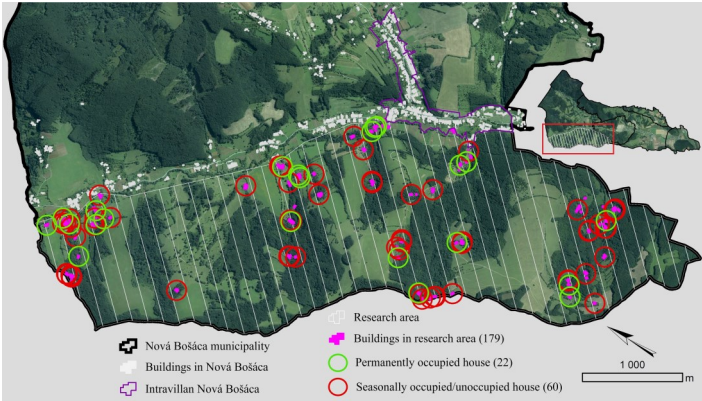 Nová Bošáca municipality
Buildings in Nová Bošáca
Intravillan Nová Bošáca
Research area
Buildings in research area (179)
Permanently occupied house (22)
Seasonally occupied/unoccupied house (60)
1 000
m